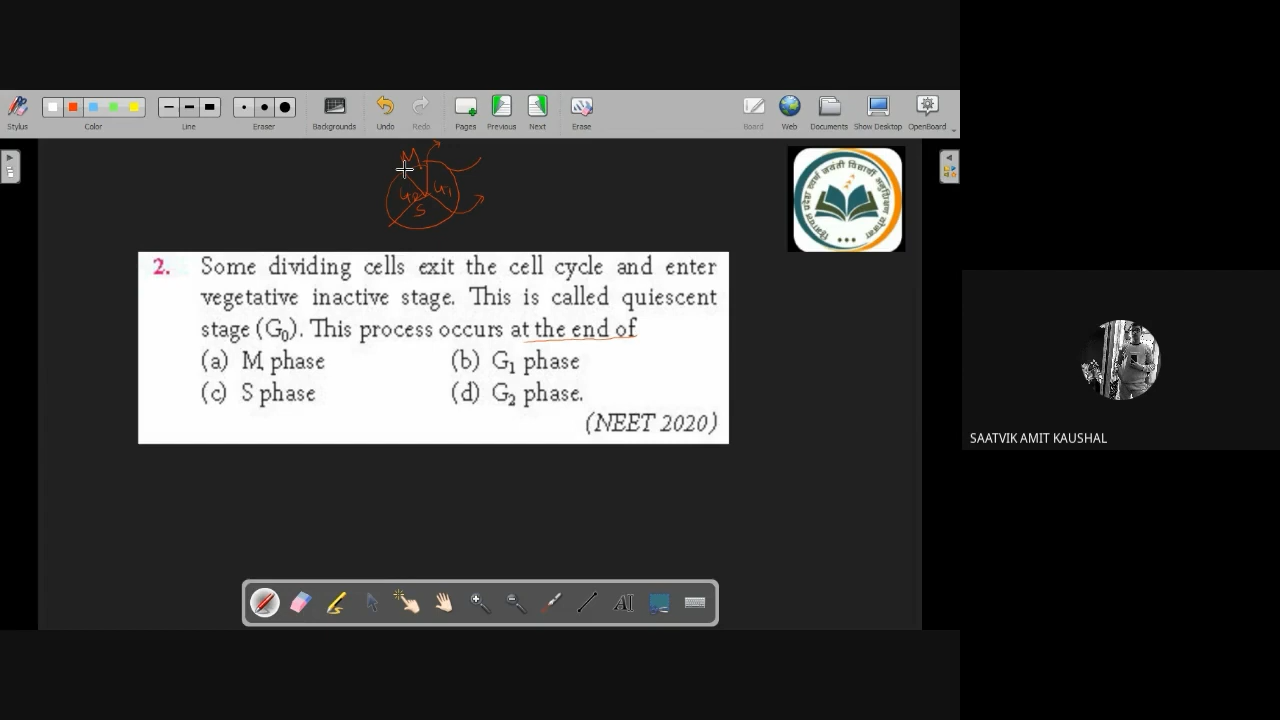 Stylus
Color
Line
Eraser
Backgrounds
Undo
Redo
Pages
Previous
Next
Erase
Board
Web
Documents
Show Desktop
OpenBoard
M
G2
G1
S
2. Some dividing cells exit the cell cycle and enter
vegetative inactive stage. This is called quiescent
stage (G₀). This process occurs at the end of
(a) M phase (b) G₁ phase
(c) S phase (d) G₂ phase.
(NEET 2020)
SAATVIK AMIT KAUSHAL
AI